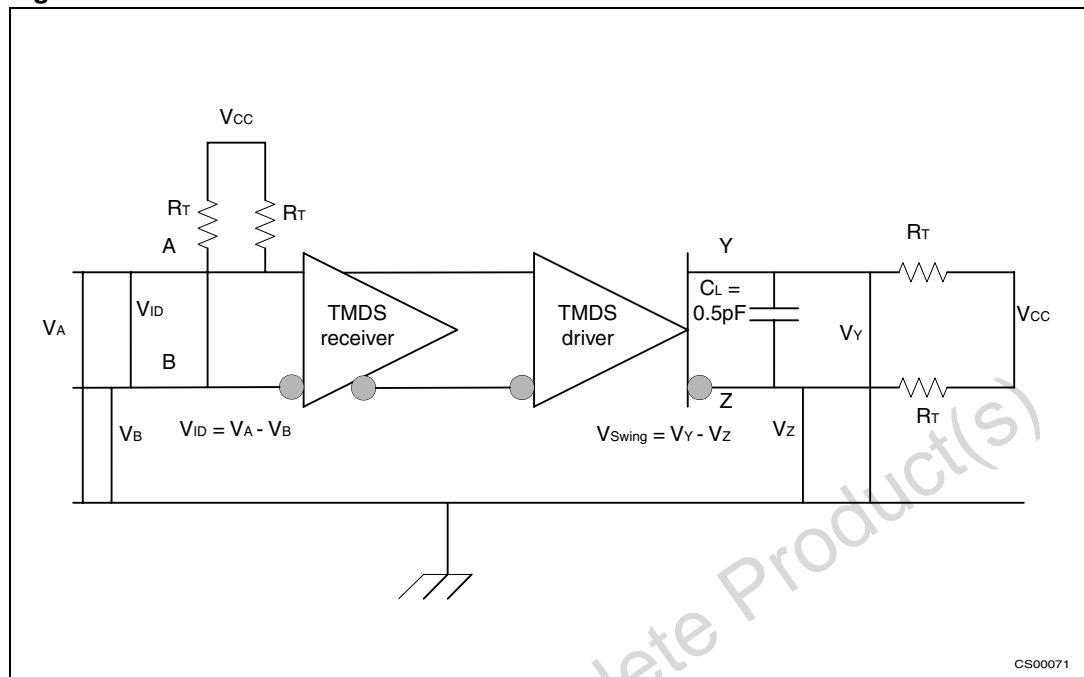 VCC
RT
RT
A
Y
RT
VID
TMDS
receiver
TMDS
driver
CL =
0.5pF
VCC
VA
VY
B
Z
RT
VB
VID = VA - VB
VSwing = VY - VZ
VZ
lete Product(s)
CS00071